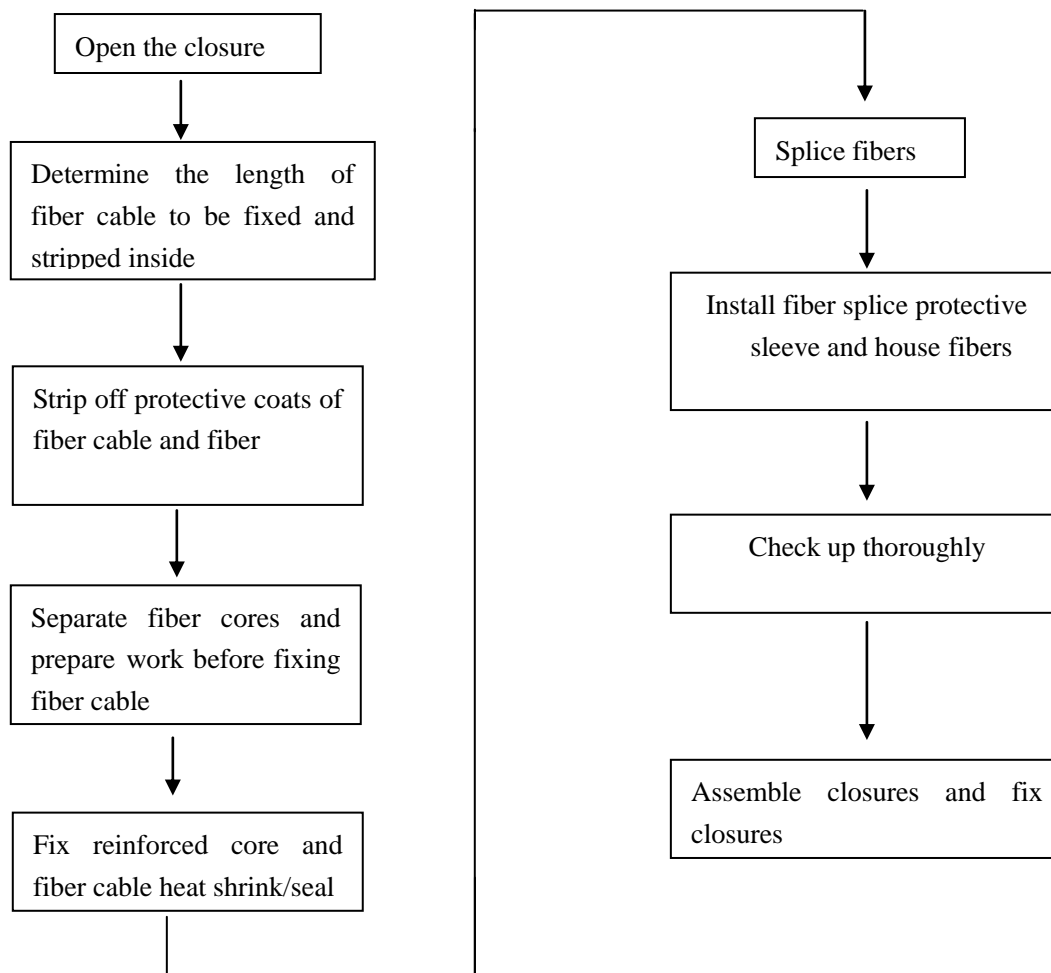 Open the closure
Determine the length of
fiber cable to be fixed and
stripped inside
Strip off protective coats of
fiber cable and fiber
Separate fiber cores and
prepare work before fixing
fiber cable
Fix reinforced core and
fiber cable heat shrink/seal
Splice fibers
Install fiber splice protective
sleeve and house fibers
Check up thoroughly
Assemble closures and fix
closures